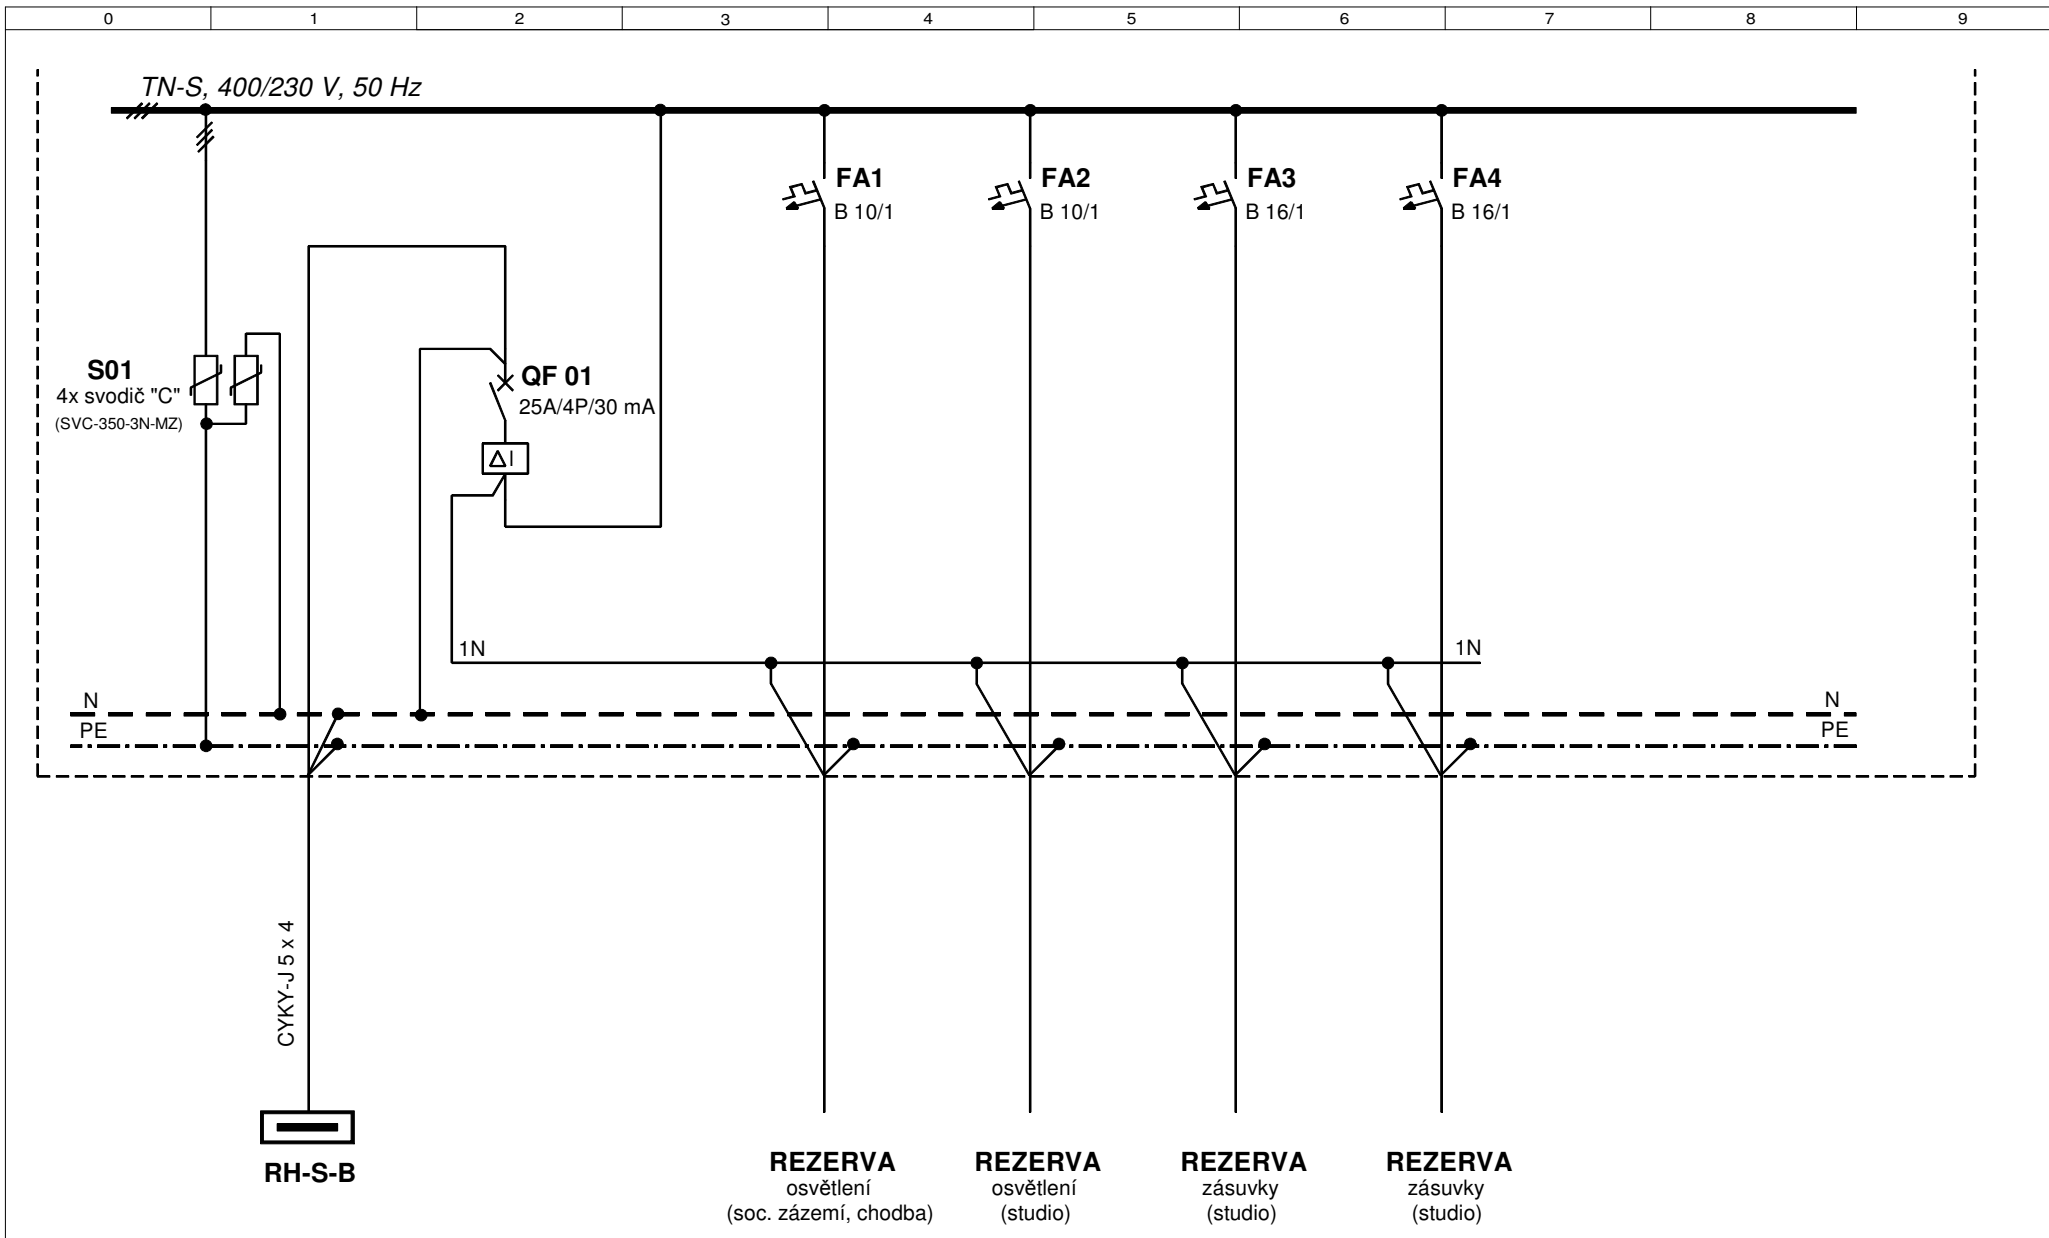 0 1 2 3 4 5 6 7 8 9
TN-S, 400/230 V, 50 Hz
FA1
B 10/1
FA2
B 10/1
FA3
B 16/1
FA4
B 16/1
S01
4x svodič "C"
(SVC-350-3N-MZ)
QF 01
25A/4P/30 mA
Δ I
1N
1N
N
PE
N
PE
CYKY-J 5 x 4
RH-S-B
REZERVA
osvětlení
(soc. zázemí, chodba)
REZERVA
osvětlení
(studio)
REZERVA
zásuvky
(studio)
REZERVA
zásuvky
(studio)